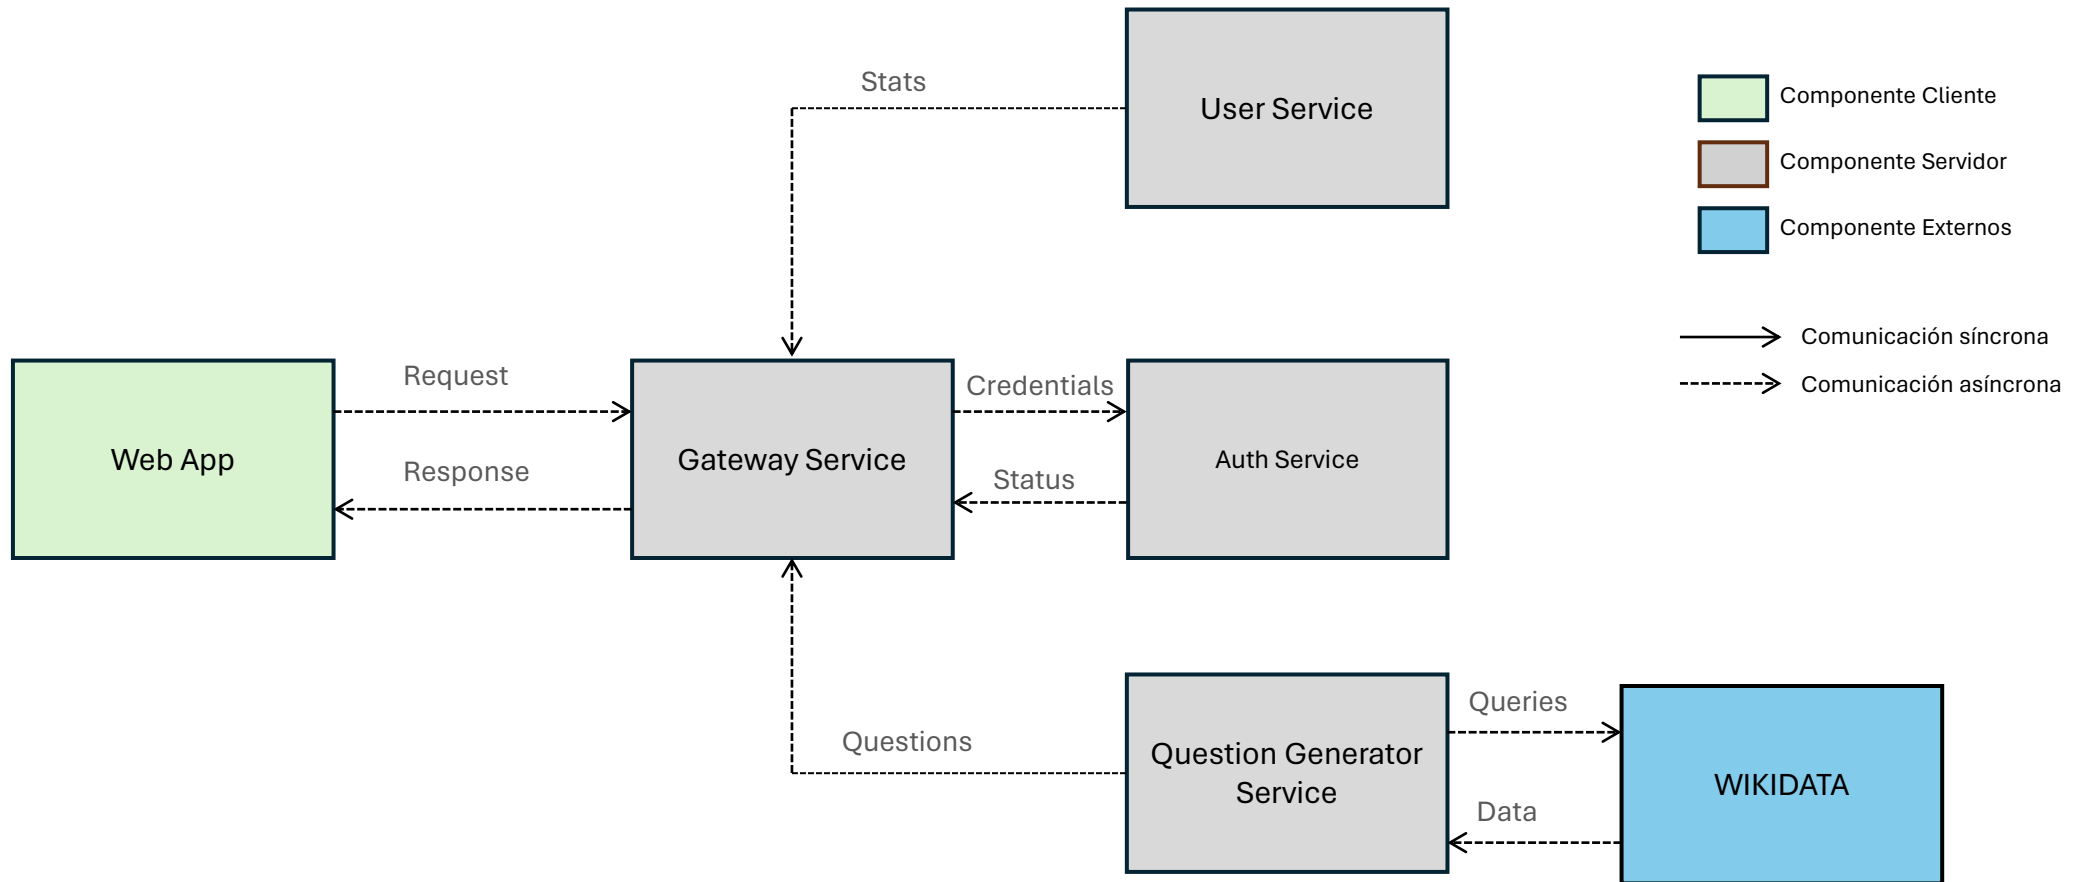 Stats
User Service
Componente Cliente
Componente Servidor
Componente Externos
Comunicación síncrona
Comunicación asíncrona
Request
Response
Web App
Gateway Service
Credentials
Status
Auth Service
Questions
Question Generator
Service
Queries
Data
WIKIDATA